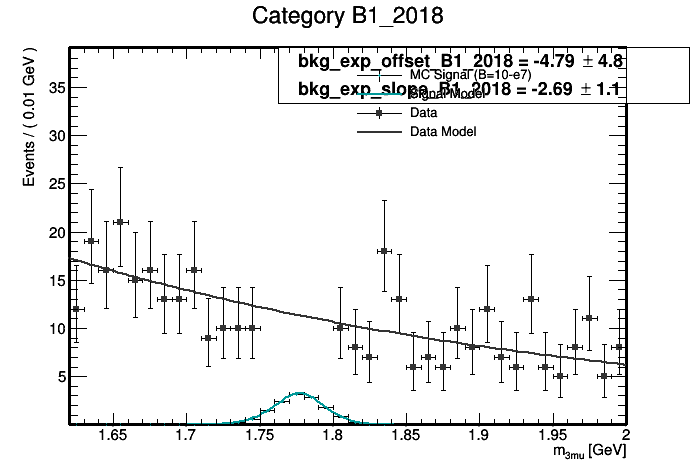 Category B1_2018
bkg_exp_offset_B1_2018 = -4.79 ± 4.8
MC Signal (B=10-e7)
bkg_exp_slope_B1_2018 = -2.69 ± 1.1
Signal Model
Data
Data Model
Events / ( 0.01 GeV )
35
30
25
20
15
10
5
1.65 1.7 1.75 1.8 1.85 1.9 1.95 2
m3mu [GeV]